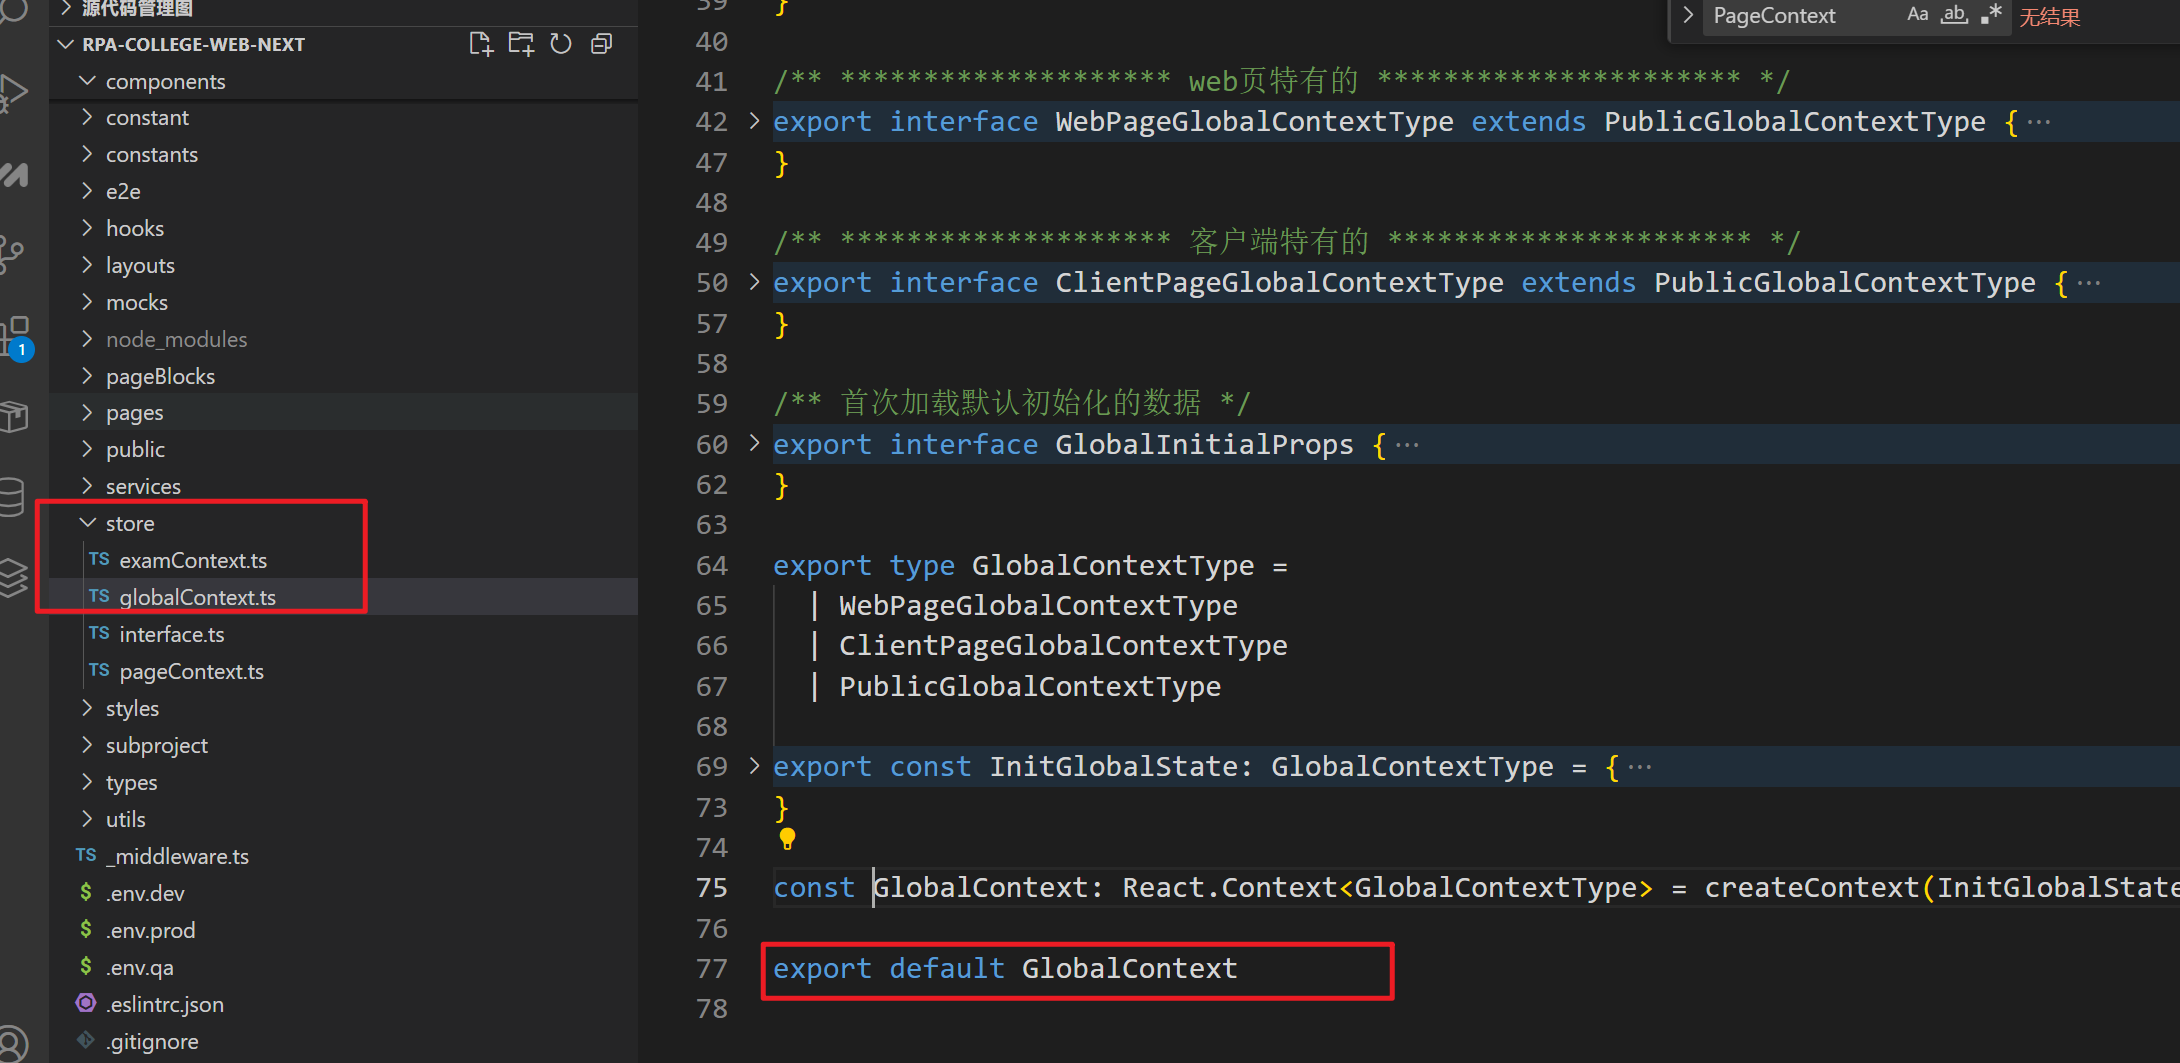 源代码管理图
RPA-COLLEGE-WEB-NEXT
components
constant
constants
e2e
hooks
layouts
mocks
node_modules
pageBlocks
pages
public
services
store
TS examContext.ts
TS globalContext.ts
TS interface.ts
TS pageContext.ts
styles
subproject
types
utils
TS _middleware.ts
$ .env.dev
$ .env.prod
$ .env.qa
.eslintrc.json
.gitignore
1
PageContext Aa ab .* 无结果
39 }
40
41 /** ******************** web页特有的 ********************** */
42 export interface WebPageGlobalContextType extends PublicGlobalContextType {···
47 }
48
49 /** ******************** 客户端特有的 ********************** */
50 export interface ClientPageGlobalContextType extends PublicGlobalContextType {···
57 }
58
59 /** 首次加载默认初始化的数据 */
60 export interface GlobalInitialProps {···
62 }
63
64 export type GlobalContextType =
65 | WebPageGlobalContextType
66 | ClientPageGlobalContextType
67 | PublicGlobalContextType
68
69 export const InitGlobalState: GlobalContextType = {···
73 }
74
75 const GlobalContext: React.Context<GlobalContextType> = createContext(InitGlobalState
76
77 export default GlobalContext
78